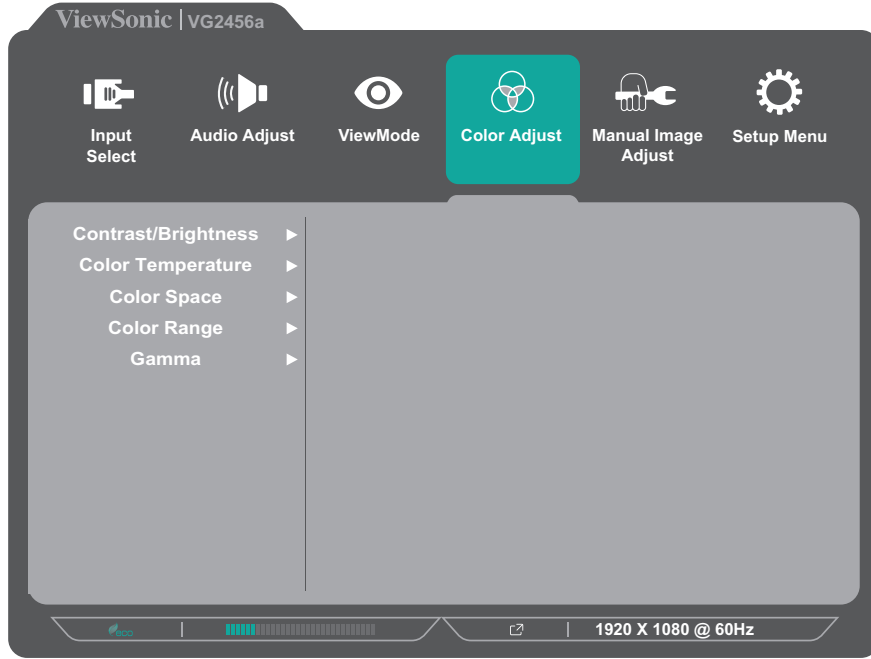 ViewSonic | VG2456a
Input Select
Audio Adjust
ViewMode
Color Adjust
Manual Image Adjust
Setup Menu
Contrast/Brightness
Color Temperature
Color Space
Color Range
Gamma
eco
1920 X 1080 @ 60Hz